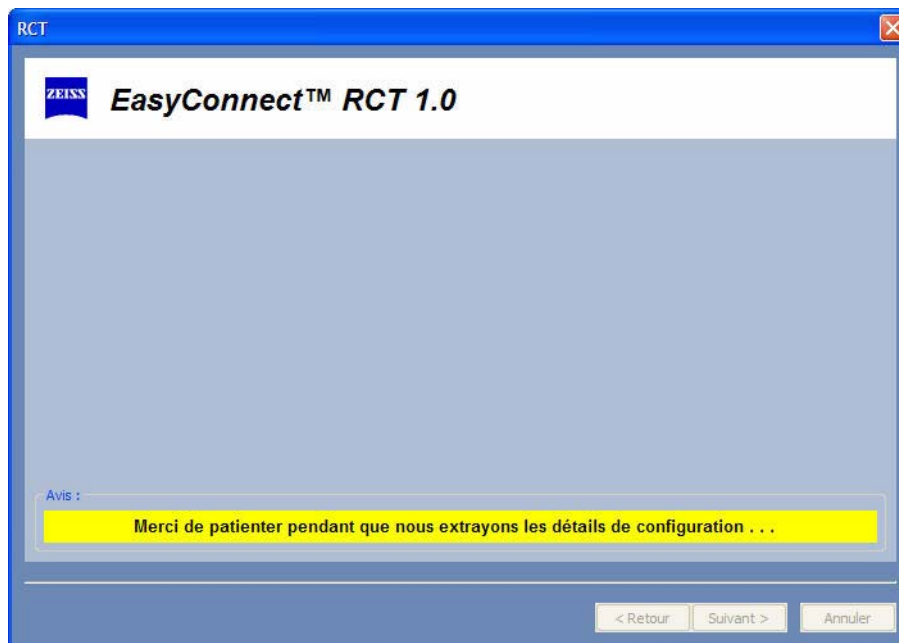 RCT
ZEISS
EasyConnect™ RCT 1.0
Avis :
Merci de patienter pendant que nous extrayons les détails de configuration . . .
< Retour
Suivant >
Annuler